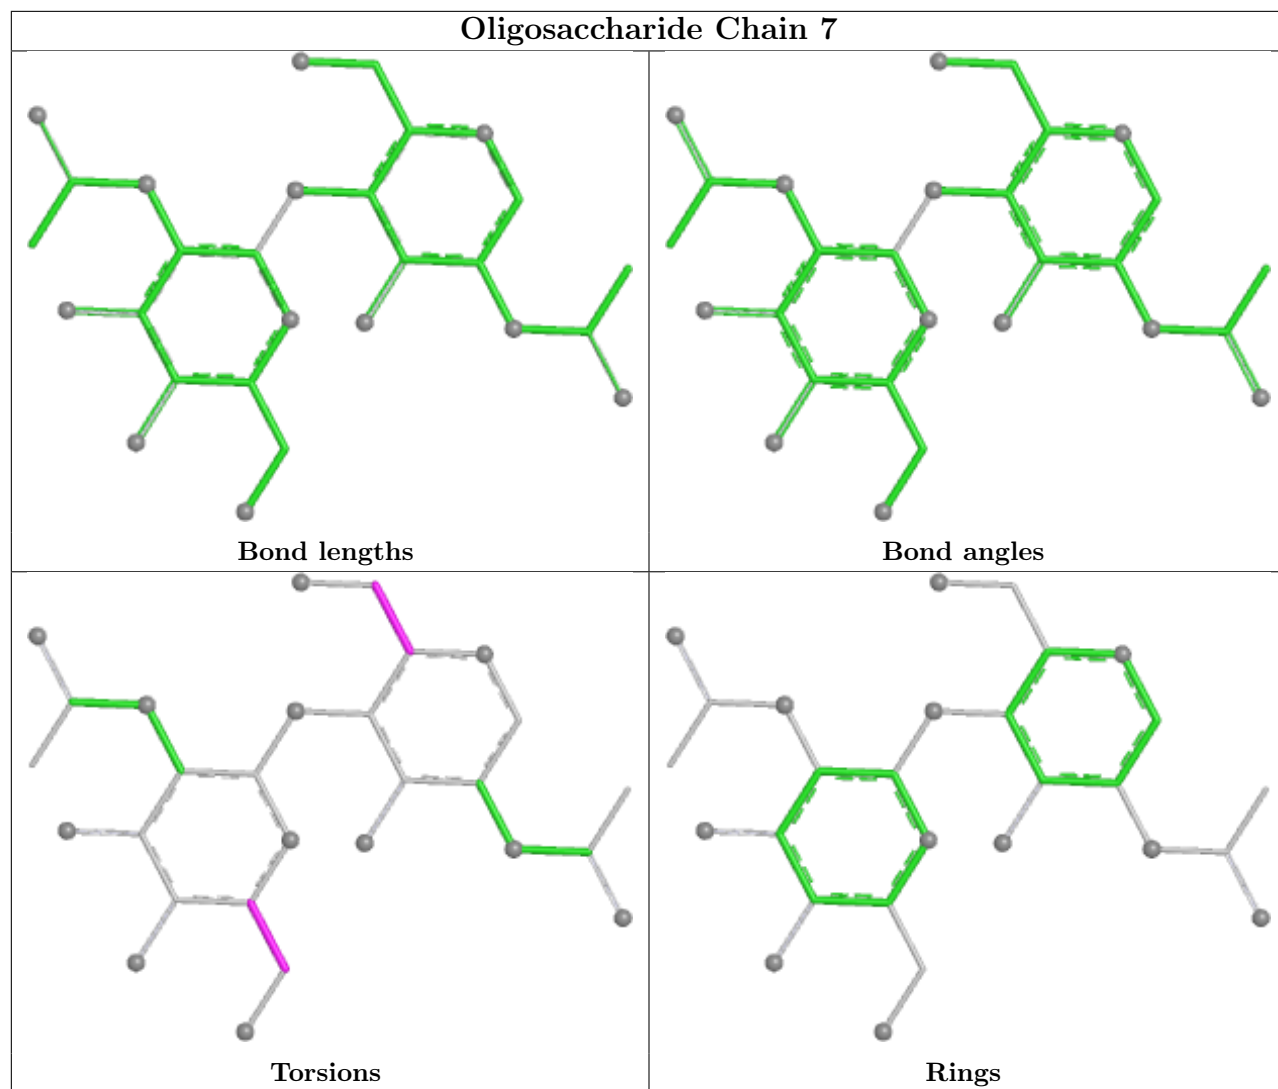 Oligosaccharide Chain 7
Bond lengths
Bond angles
Torsions
Rings